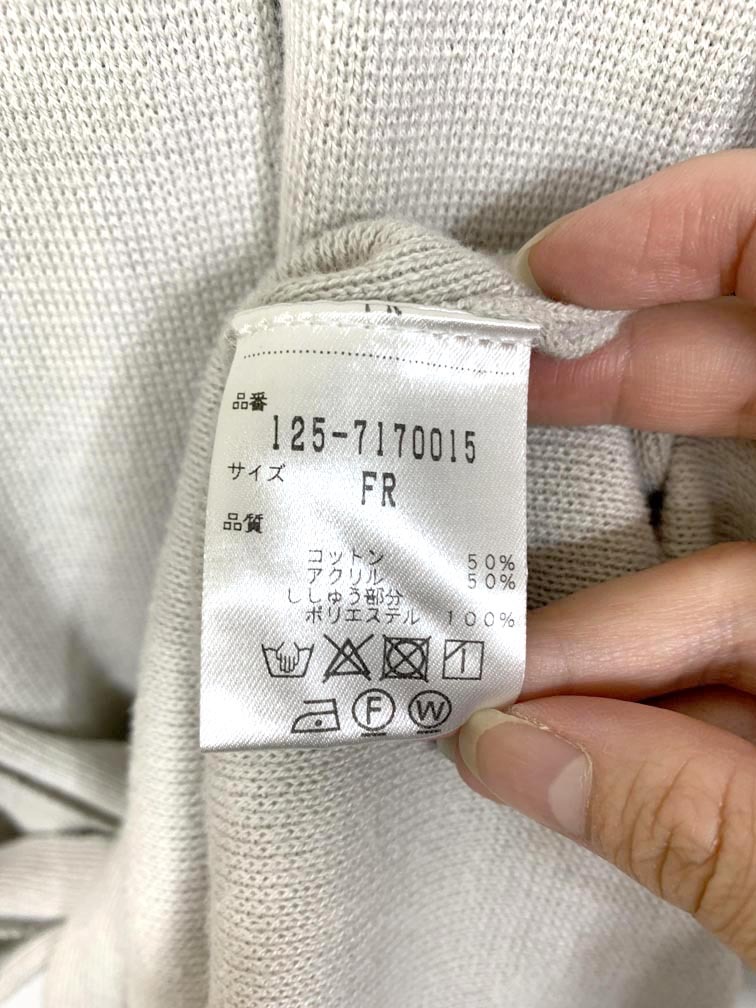 品番
125-7170015
サイズ
FR
品質
コットン 50%
アクリル 50%
ししゅう部分
ポリエステル 100%
F W